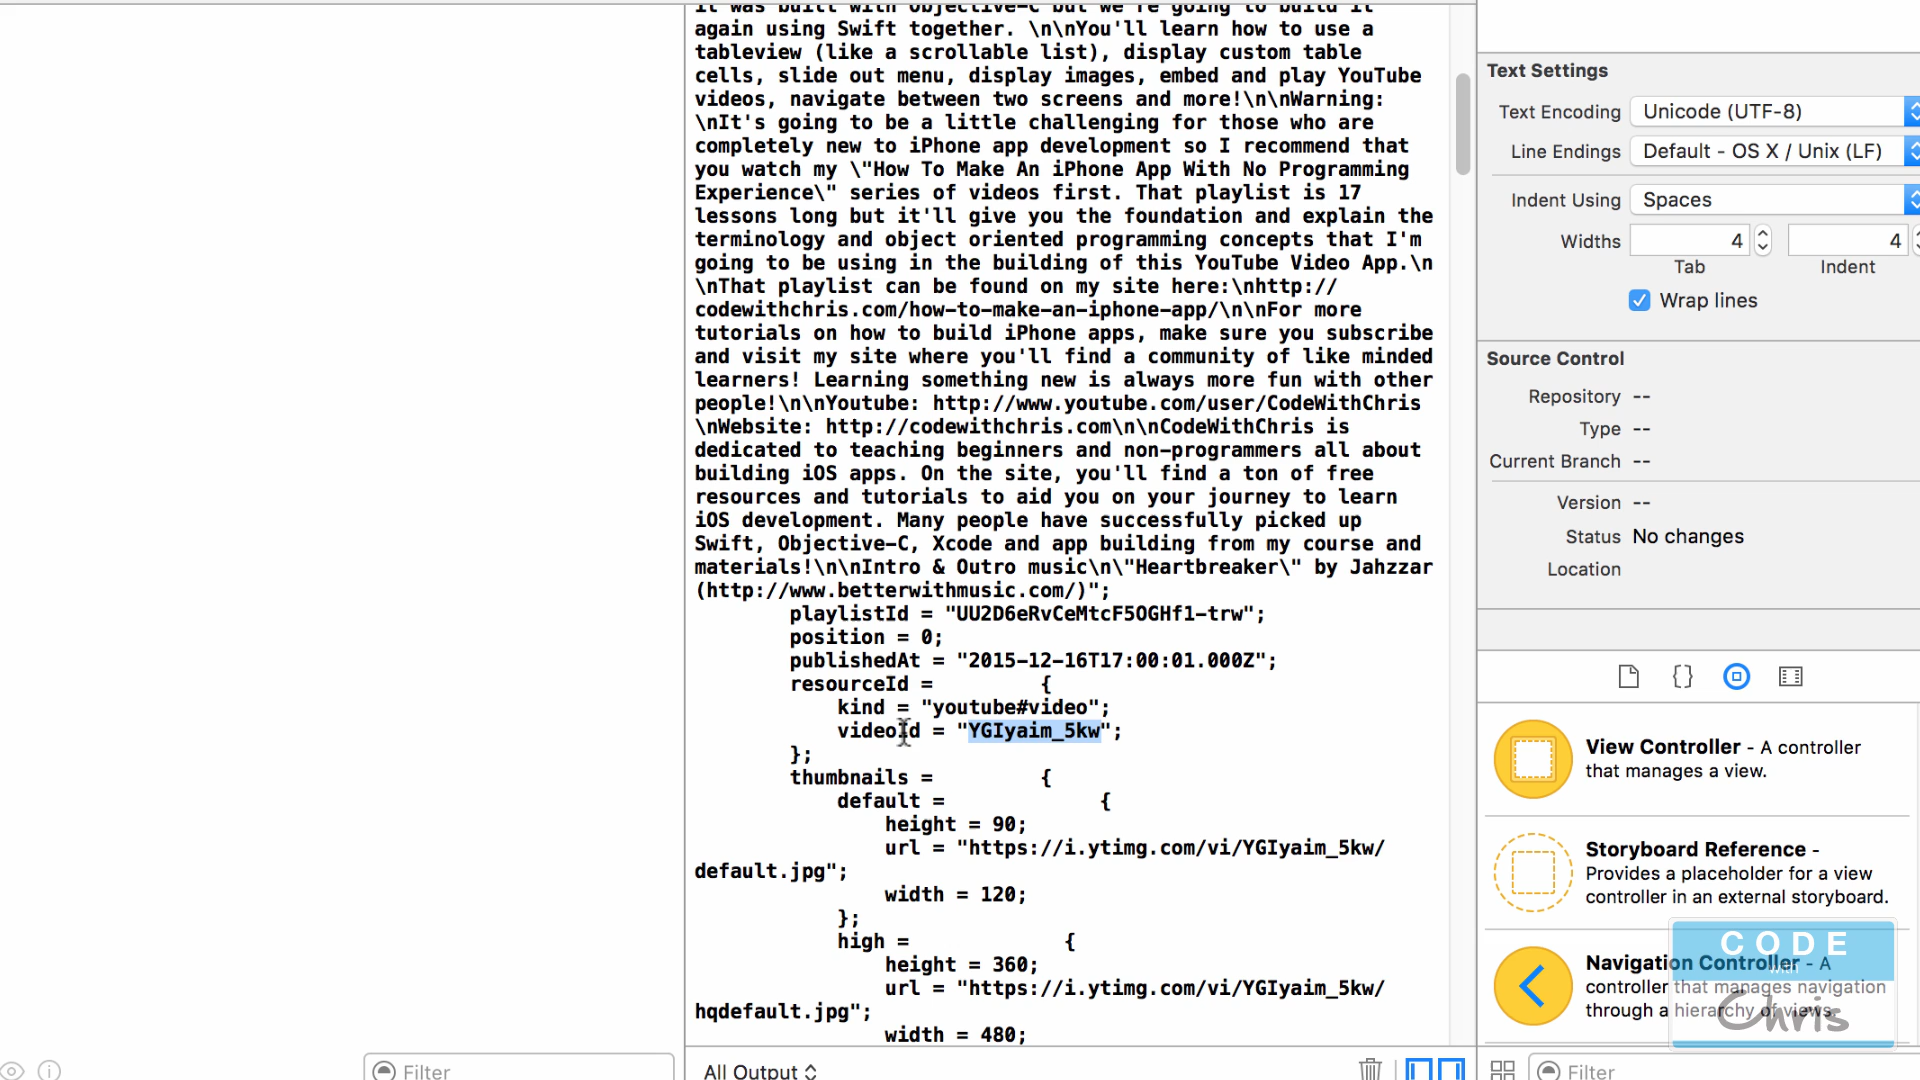 it was built with Objective-C but we're going to build it
again using Swift together. \n\nYou'll learn how to use a
tableview (like a scrollable list), display custom table
cells, slide out menu, display images, embed and play YouTube
videos, navigate between two screens and more!\n\nWarning:
\nIt's going to be a little challenging for those who are
completely new to iPhone app development so I recommend that
you watch my \"How To Make An iPhone App With No Programming
Experience\" series of videos first. That playlist is 17
lessons long but it'll give you the foundation and explain the
terminology and object oriented programming concepts that I'm
going to be using in the building of this YouTube Video App.\n
\nThat playlist can be found on my site here:\nhttp://
codewithchris.com/how-to-make-an-iphone-app/\n\nFor more
tutorials on how to build iPhone apps, make sure you subscribe
and visit my site where you'll find a community of like minded
learners! Learning something new is always more fun with other
people!\n\nYoutube: http://www.youtube.com/user/CodeWithChris
\nWebsite: http://codewithchris.com\n\nCodeWithChris is
dedicated to teaching beginners and non-programmers all about
building iOS apps. On the site, you'll find a ton of free
resources and tutorials to aid you on your journey to learn
iOS development. Many people have successfully picked up
Swift, Objective-C, Xcode and app building from my course and
materials!\n\nIntro & Outro music\n\"Heartbreaker\" by Jahzzar
(http://www.betterwithmusic.com/)";
playlistId = "UU2D6eRvCeMtcF5OGHf1-trw";
position = 0;
publishedAt = "2015-12-16T17:00:01.000Z";
resourceId = {
kind = "youtube#video";
videoId = "YGIyaim_5kw";
};
thumbnails = {
default = {
height = 90;
url = "https://i.ytimg.com/vi/YGIyaim_5kw/
default.jpg";
width = 120;
};
high = {
height = 360;
url = "https://i.ytimg.com/vi/YGIyaim_5kw/
hqdefault.jpg";
width = 480;
Filter
All Output
Text Settings
Text Encoding Unicode (UTF-8)
Line Endings Default - OS X / Unix (LF)
Indent Using Spaces
Widths 4 4
Tab Indent
Wrap lines
Source Control
Repository --
Type --
Current Branch --
Version --
Status No changes
Location
View Controller - A controller
that manages a view.
Storyboard Reference -
Provides a placeholder for a view
controller in an external storyboard.
Navigation Controller - A
controller that manages navigation
through a hierarchy of views.
CODE
with
Chris
Filter